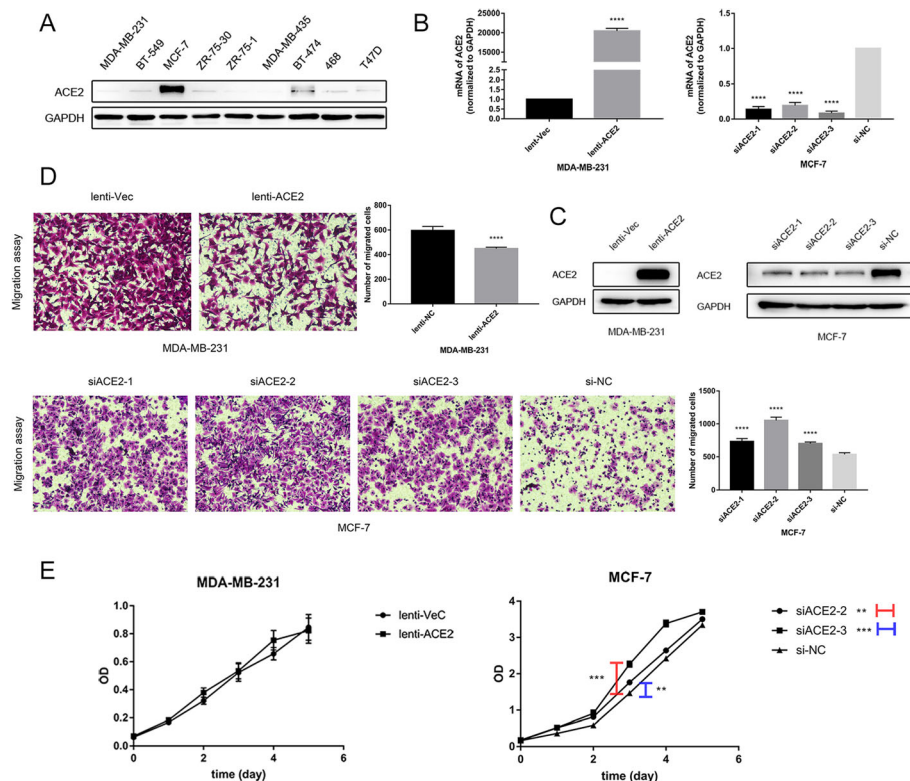 A
MDA-MB-231
BT-549
MCF-7
ZR-75-30
ZR-75-1
MDA-MB-435
BT-474
468
T47D
ACE2
GAPDH
B
mRNA of ACE2
(normalized to GAPDH)
25000
20000
15000
10000
2.5
2.0
1.5
1.0
0.5
0.0
****
lent-Vec
lenti-ACE2
MDA-MB-231
mRNA of ACE2
(normalized to GAPDH)
1.5
1.0
0.5
0.0
****
****
****
siACE2-1
siACE2-2
siACE2-3
si-NC
MCF-7
D
lenti-Vec
lenti-ACE2
Migration assay
MDA-MB-231
Number of migrated cells
800
600
400
200
0
****
lenti-NC
lenti-ACE2
MDA-MB-231
C
lenti-Vec
lenti-ACE2
ACE2
GAPDH
MDA-MB-231
siACE2-1
siACE2-2
siACE2-3
si-NC
ACE2
GAPDH
MCF-7
siACE2-1
siACE2-2
siACE2-3
si-NC
Migration assay
MCF-7
Number of migrated cells
1500
1000
500
0
****
****
****
siACE2-1
siACE2-2
siACE2-3
si-NC
MCF-7
E
MDA-MB-231
OD
1.0
0.8
0.6
0.4
0.2
0.0
0
2
4
6
time (day)
lenti-VeC
lenti-ACE2
MCF-7
OD
4
3
2
1
0
0
2
4
6
time (day)
***
**
siACE2-2 **
siACE2-3 ***
si-NC